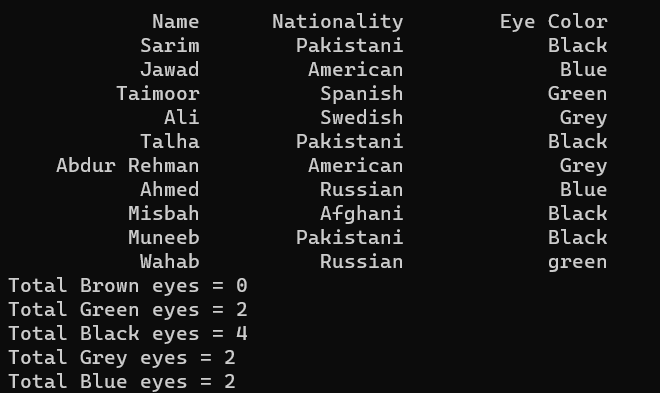 Name Nationality Eye Color
Sarim Pakistani Black
Jawad American Blue
Taimoor Spanish Green
Ali Swedish Grey
Talha Pakistani Black
Abdur Rehman American Grey
Ahmed Russian Blue
Misbah Afghani Black
Muneeb Pakistani Black
Wahab Russian green
Total Brown eyes = 0
Total Green eyes = 2
Total Black eyes = 4
Total Grey eyes = 2
Total Blue eyes = 2